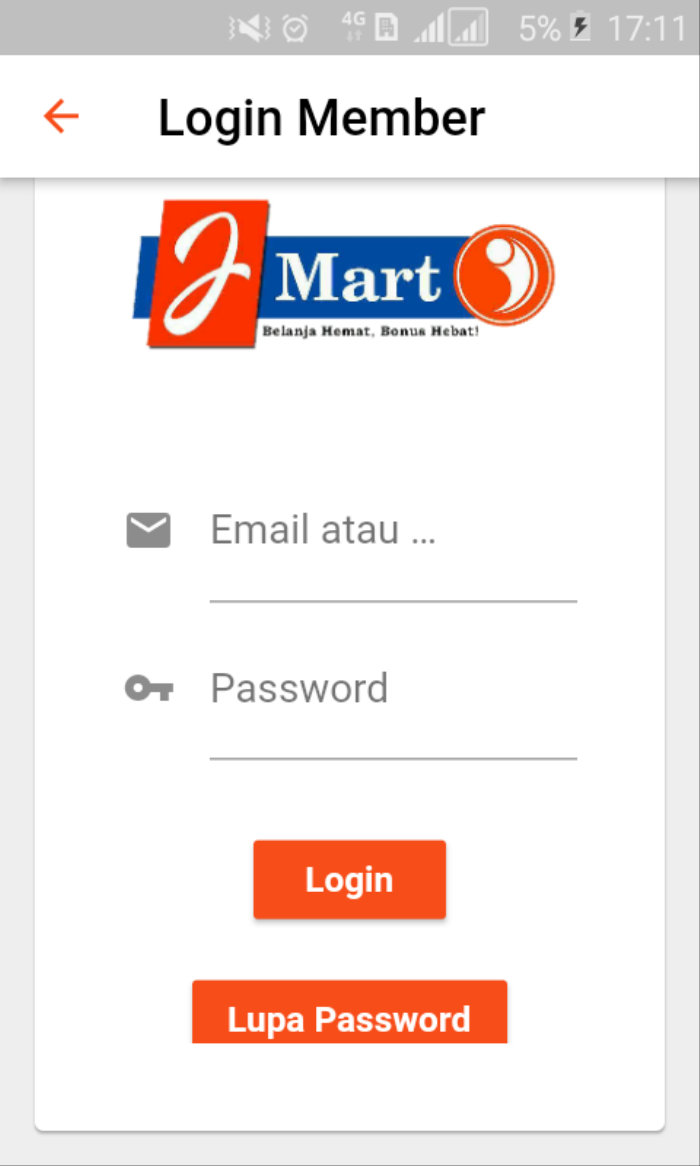 4G 5% 17:11
Login Member
J Mart
Belanja Hemat, Bonus Hebat!
Email atau ...
Password
Login
Lupa Password